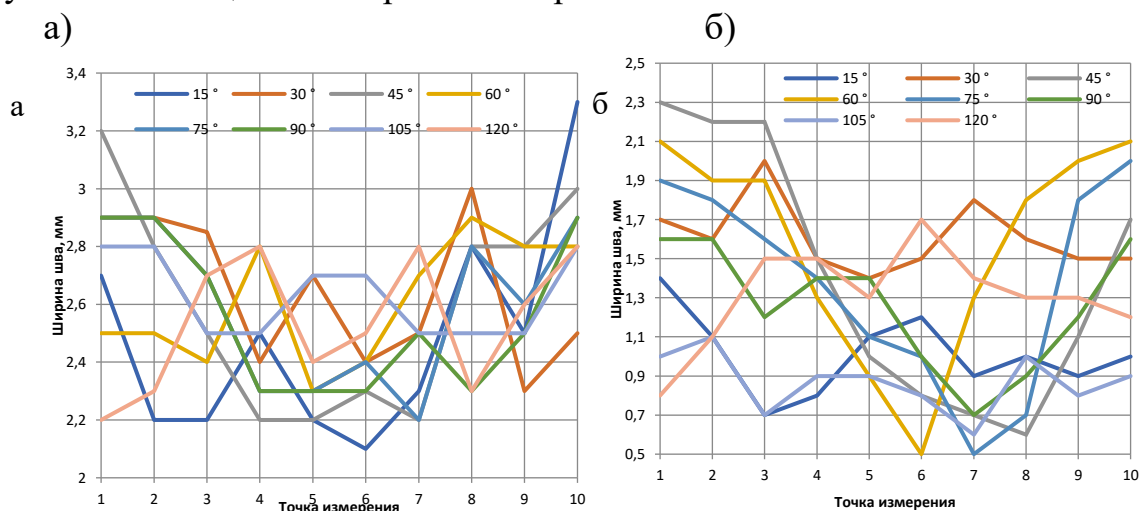 а) б)
а
3,4
3,2
3
2,8
2,6
2,4
2,2
2
Ширина шва, мм
15 ° 30 ° 45 ° 60 °
75 ° 90 ° 105 ° 120 °
1 2 3 4 5 6 7 8 9 10
Точка измерения
б
2,5
2,3
2,1
1,9
1,7
1,5
1,3
1,1
0,9
0,7
0,5
Ширина шва, мм
15 ° 30 ° 45 °
60 ° 75 ° 90 °
105 ° 120 °
1 2 3 4 5 6 7 8 9 10
Точка измерения